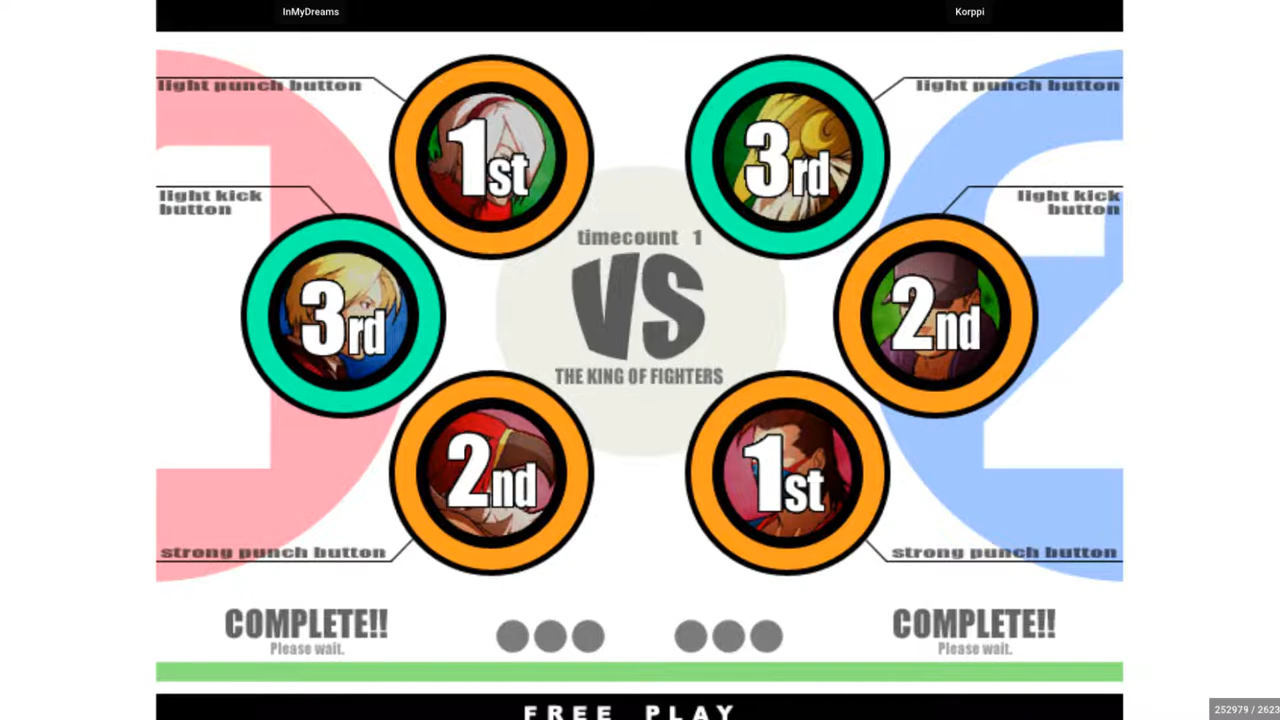 InMyDreams
Korppi
light punch button
light punch button
1st
3rd
light kick
button
light kick
button
timecount 1
VS
THE KING OF FIGHTERS
3rd
2nd
2nd
1st
strong punch button
strong punch button
COMPLETE!!
Please wait.
COMPLETE!!
Please wait.
FREE PLAY
252979 / 2623